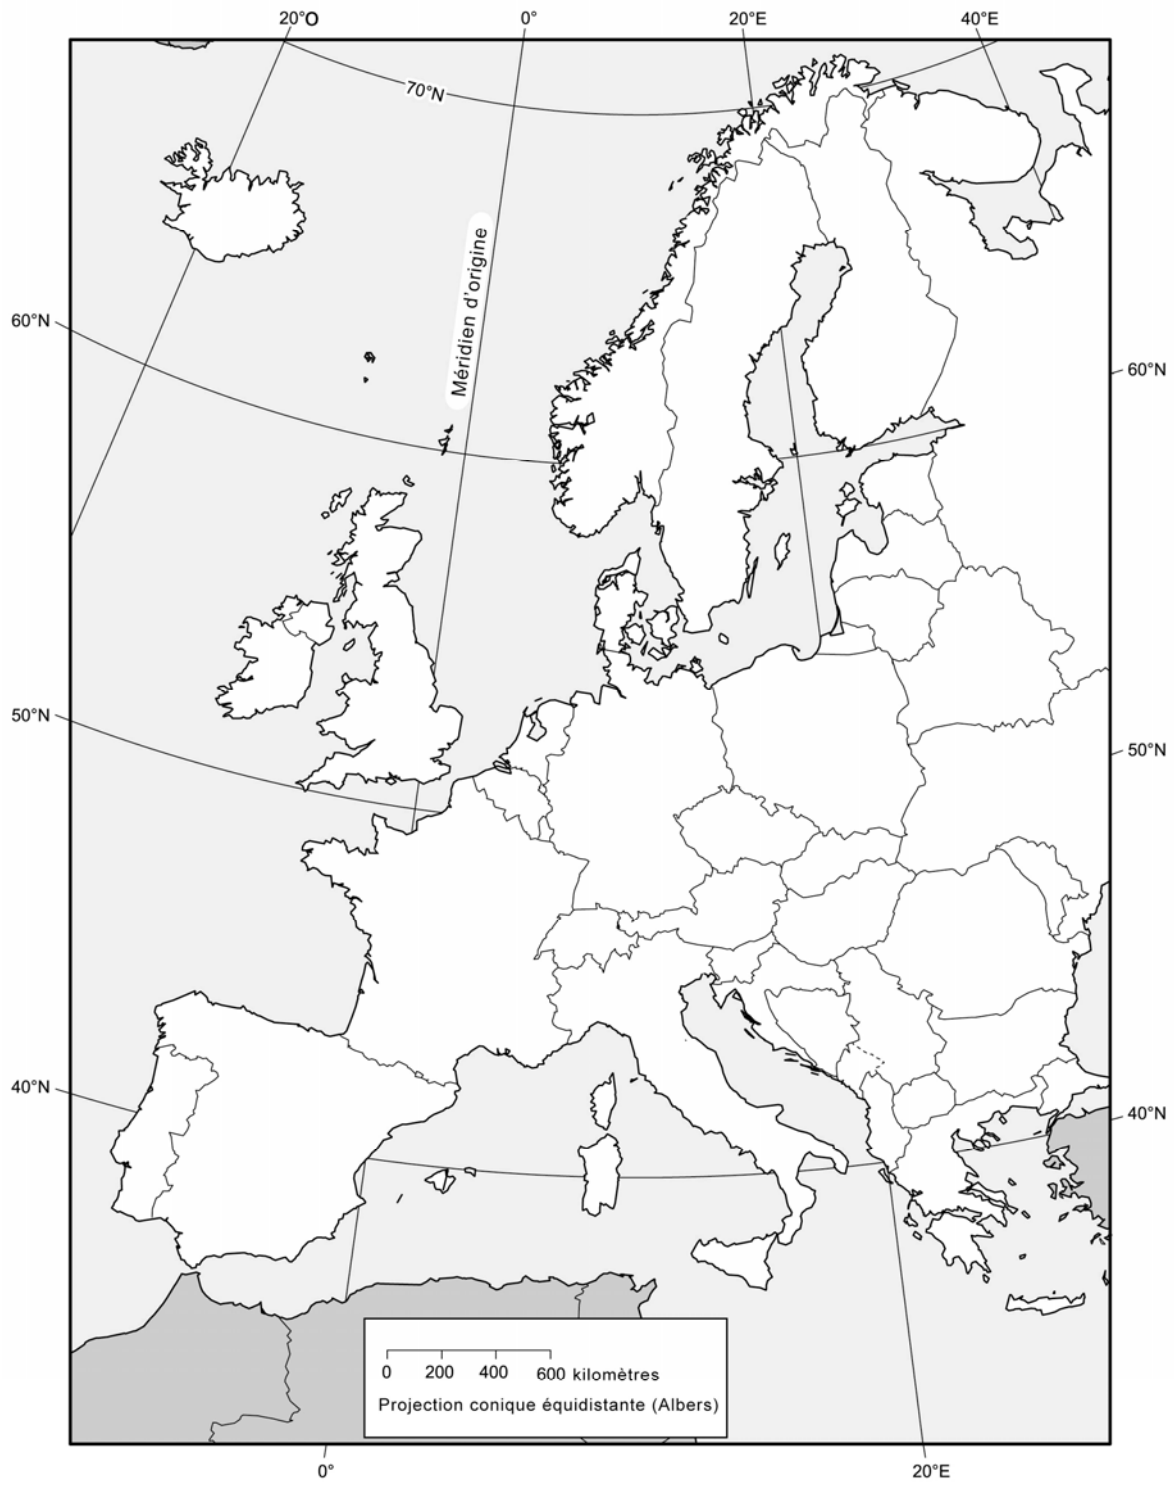 20°O
0°
20°E
40°E
70°N
Méridien d'origine
60°N
60°N
50°N
50°N
40°N
40°N
0 200 400 600 kilomètres
Projection conique équidistante (Albers)
0°
20°E